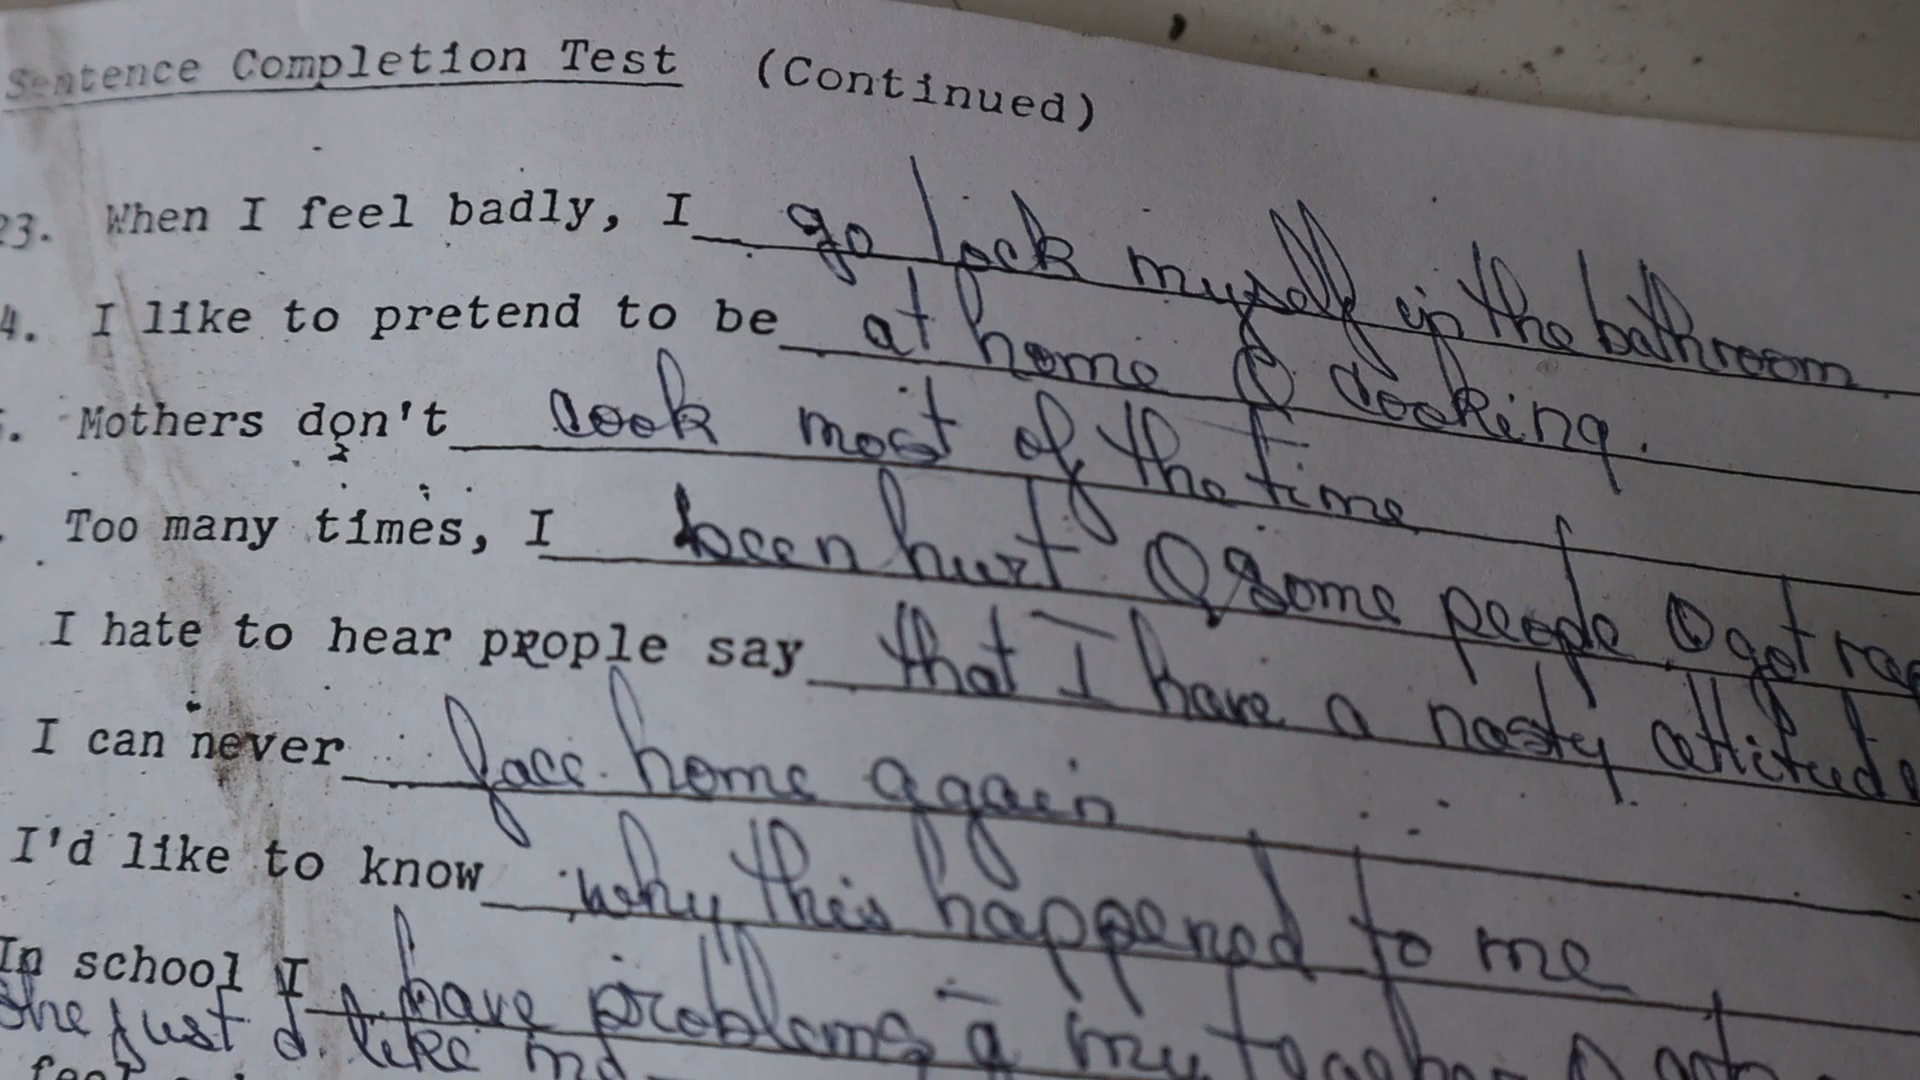 Sentence Completion Test (Continued)
23. When I feel badly, I go lock myself in the bathroom
4. I like to pretend to be at home cooking.
Mothers don't cook most of the time
Too many times, I been hurt some people got
I hate to hear prople say that I have a nasty attitude
I can never face home again
I'd like to know why this happened to me
In school I have problems my teacher
she just d. like me
feel